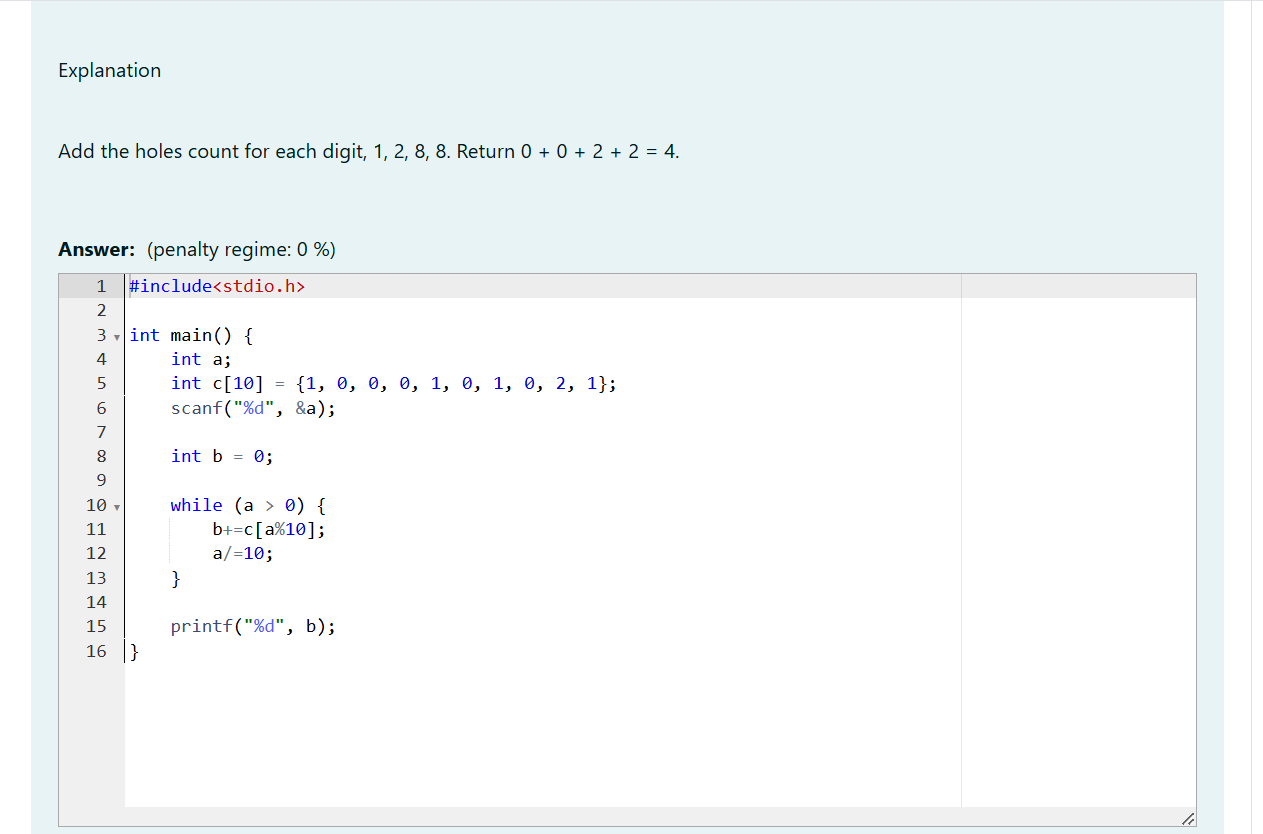 Explanation
Add the holes count for each digit, 1, 2, 8, 8. Return 0 + 0 + 2 + 2 = 4.
Answer: (penalty regime: 0 %)
1 #include<stdio.h>
2
3 int main() {
4     int a;
5     int c[10] = {1, 0, 0, 0, 1, 0, 1, 0, 2, 1};
6     scanf("%d", &a);
7
8     int b = 0;
9
10     while (a > 0) {
11         b+=c[a%10];
12         a/=10;
13     }
14
15     printf("%d", b);
16 }